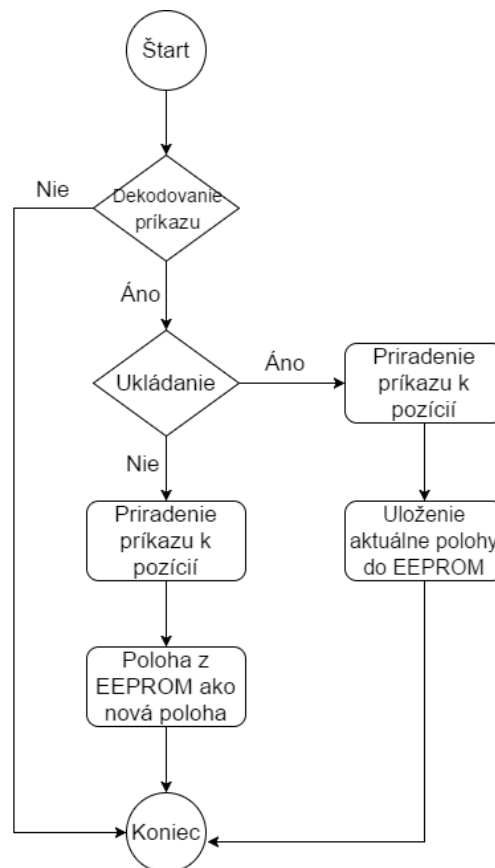 Štart
Nie
Dekodovanie
príkazu
Áno
Ukládanie
Áno
Priradenie
príkazu k
pozícií
Nie
Priradenie
príkazu k
pozícií
Uloženie
aktuálne polohy
do EEPROM
Poloha z
EEPROM ako
nová poloha
Koniec